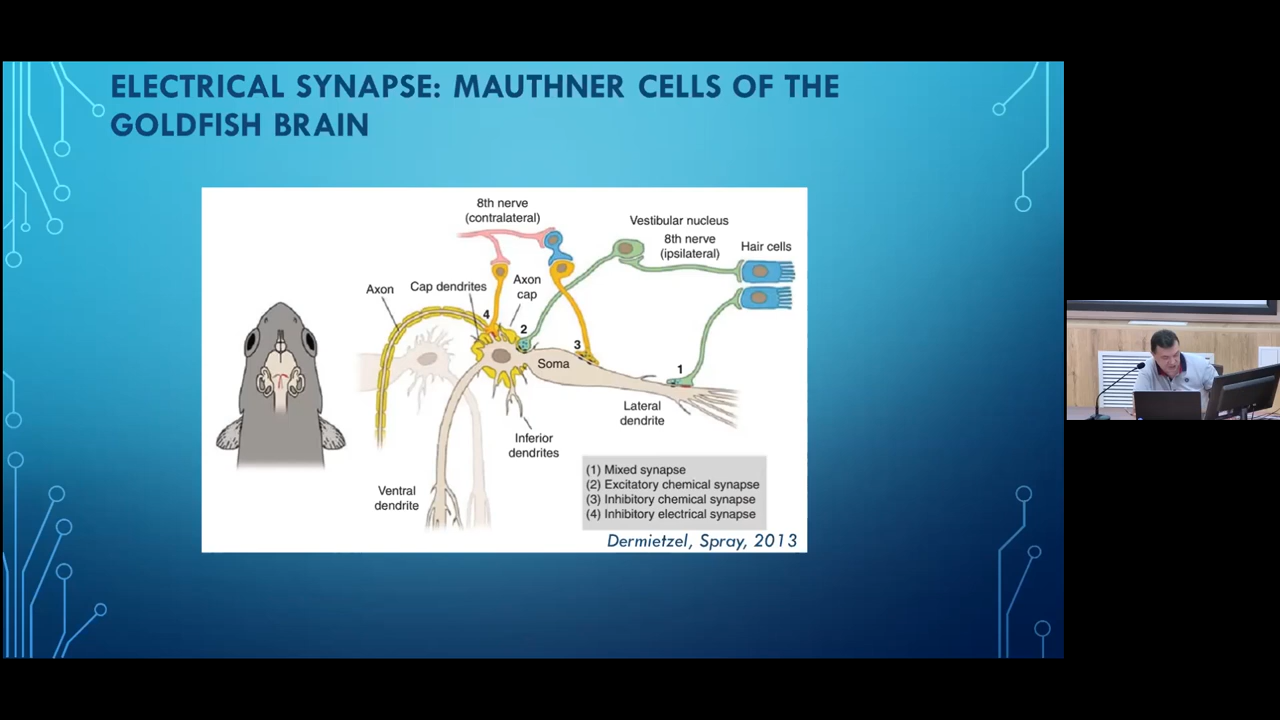 ELECTRICAL SYNAPSE: MAUTHNER CELLS OF THE
GOLDFISH BRAIN
8th nerve
(contralateral)
Vestibular nucleus
8th nerve
(ipsilateral)
Hair cells
Axon
Cap dendrites
Axon
cap
4
2
3
Soma
1
Lateral
dendrite
Inferior
dendrites
Ventral
dendrite
(1) Mixed synapse
(2) Excitatory chemical synapse
(3) Inhibitory chemical synapse
(4) Inhibitory electrical synapse
Dermietzel, Spray, 2013